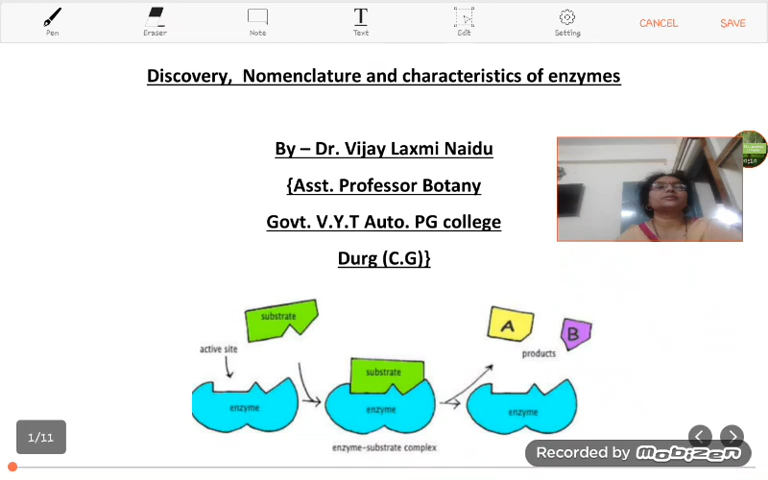 Pen
Eraser
Note
Text
Edit
Setting
CANCEL
SAVE
Discovery, Nomenclature and characteristics of enzymes
By – Dr. Vijay Laxmi Naidu
{Asst. Professor Botany
Govt. V.Y.T Auto. PG college
Durg (C.G)}
substrate
active site
enzyme
substrate
enzyme
enzyme-substrate complex
A
B
products
enzyme
1/11
Recorded by Mobizen